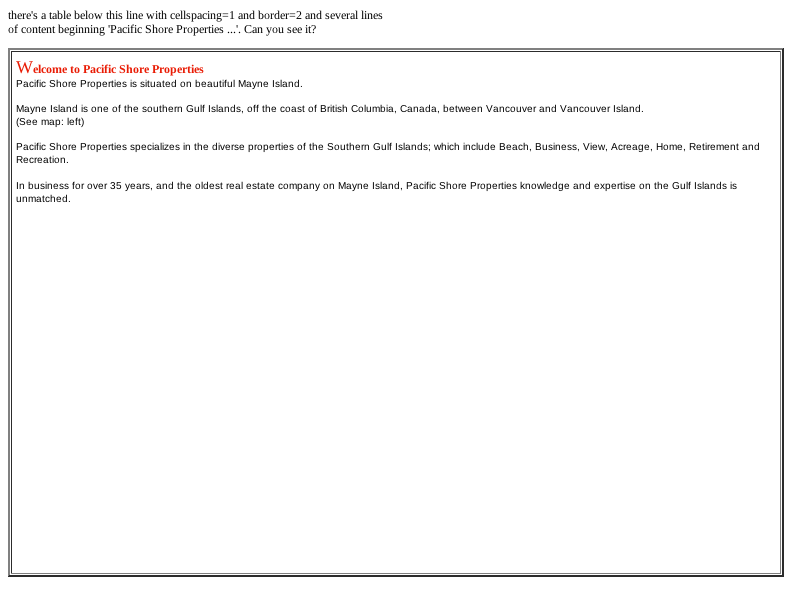 there's a table below this line with cellspacing=1 and border=2 and several lines
of content beginning 'Pacific Shore Properties ...'. Can you see it?
Welcome to Pacific Shore Properties
Pacific Shore Properties is situated on beautiful Mayne Island.
Mayne Island is one of the southern Gulf Islands, off the coast of British Columbia, Canada, between Vancouver and Vancouver Island.
(See map: left)
Pacific Shore Properties specializes in the diverse properties of the Southern Gulf Islands; which include Beach, Business, View, Acreage, Home, Retirement and
Recreation.
In business for over 35 years, and the oldest real estate company on Mayne Island, Pacific Shore Properties knowledge and expertise on the Gulf Islands is
unmatched.